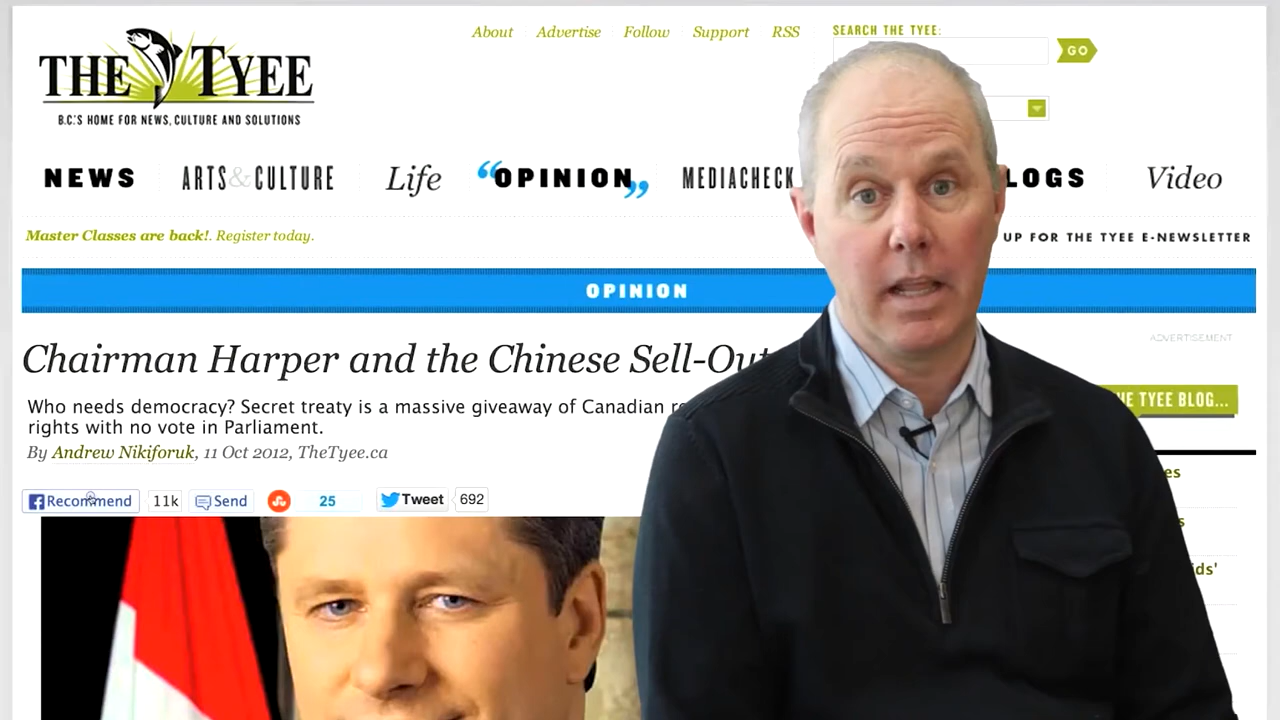 About Advertise Follow Support RSS
SEARCH THE TYEE:
GO
THE TYEE
B.C.'S HOME FOR NEWS, CULTURE AND SOLUTIONS
NEWS ARTS & CULTURE Life “OPINION„ MEDIACHECK LOGS Video
Master Classes are back!. Register today.
UP FOR THE TYEE E-NEWSLETTER
OPINION
ADVERTISEMENT
Chairman Harper and the Chinese Sell-Out
Who needs democracy? Secret treaty is a massive giveaway of Canadian
rights with no vote in Parliament.
By Andrew Nikiforuk, 11 Oct 2012, TheTyee.ca
THE TYEE BLOG...
Recommend 11k Send 25 Tweet 692